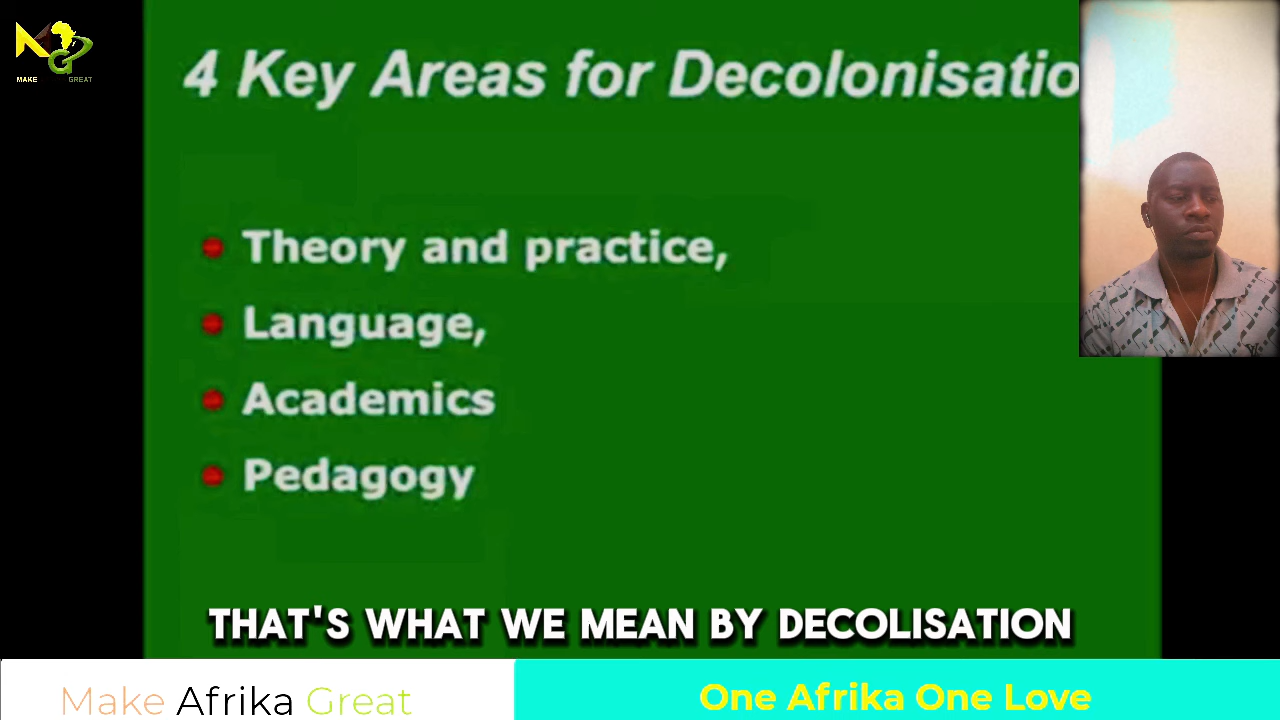 MAKE GREAT
4 Key Areas for Decolonisatio
Theory and practice,
Language,
Academics
Pedagogy
THAT'S WHAT WE MEAN BY DECOLISATION
Make Afrika Great
One Afrika One Love